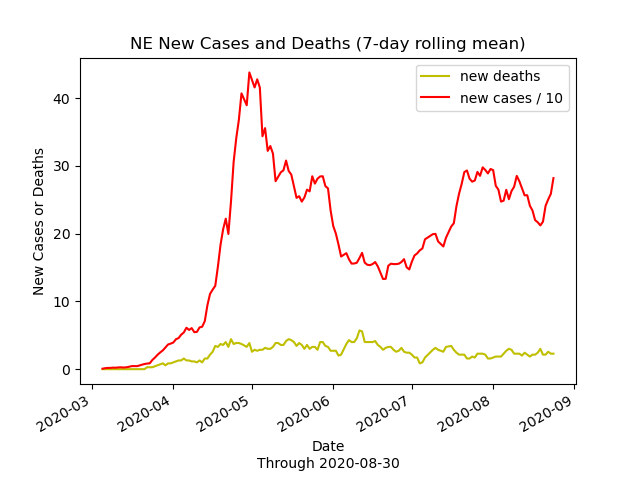 NE New Cases and Deaths (7-day rolling mean)
new deaths
new cases / 10
New Cases or Deaths
40
30
20
10
0
2020-03
2020-04
2020-05
2020-06
2020-07
2020-08
2020-09
Date
Through 2020-08-30